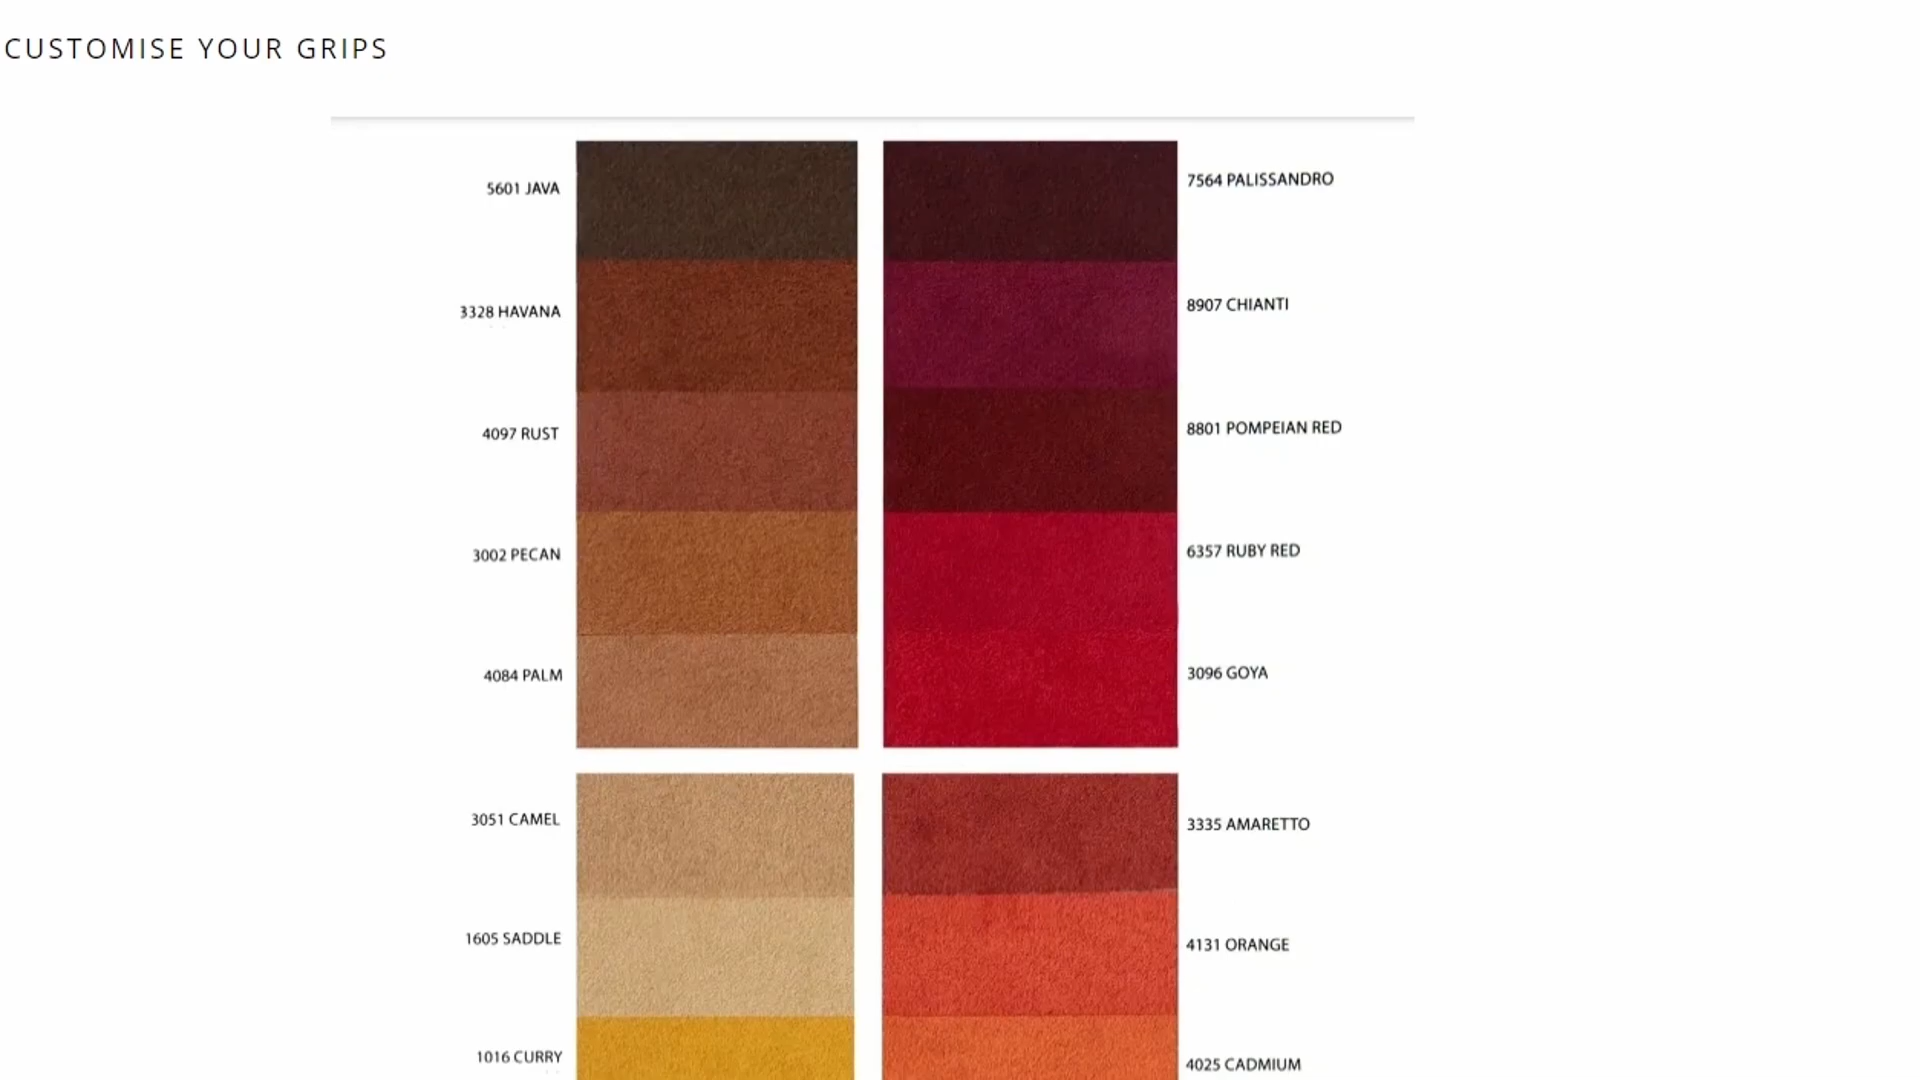 CUSTOMISE YOUR GRIPS
5601 JAVA
7564 PALISSANDRO
3328 HAVANA
8907 CHIANTI
4097 RUST
8801 POMPEIAN RED
3002 PECAN
6357 RUBY RED
4084 PALM
3096 GOYA
3051 CAMEL
3335 AMARETTO
1605 SADDLE
4131 ORANGE
1016 CURRY
4025 CADMIUM